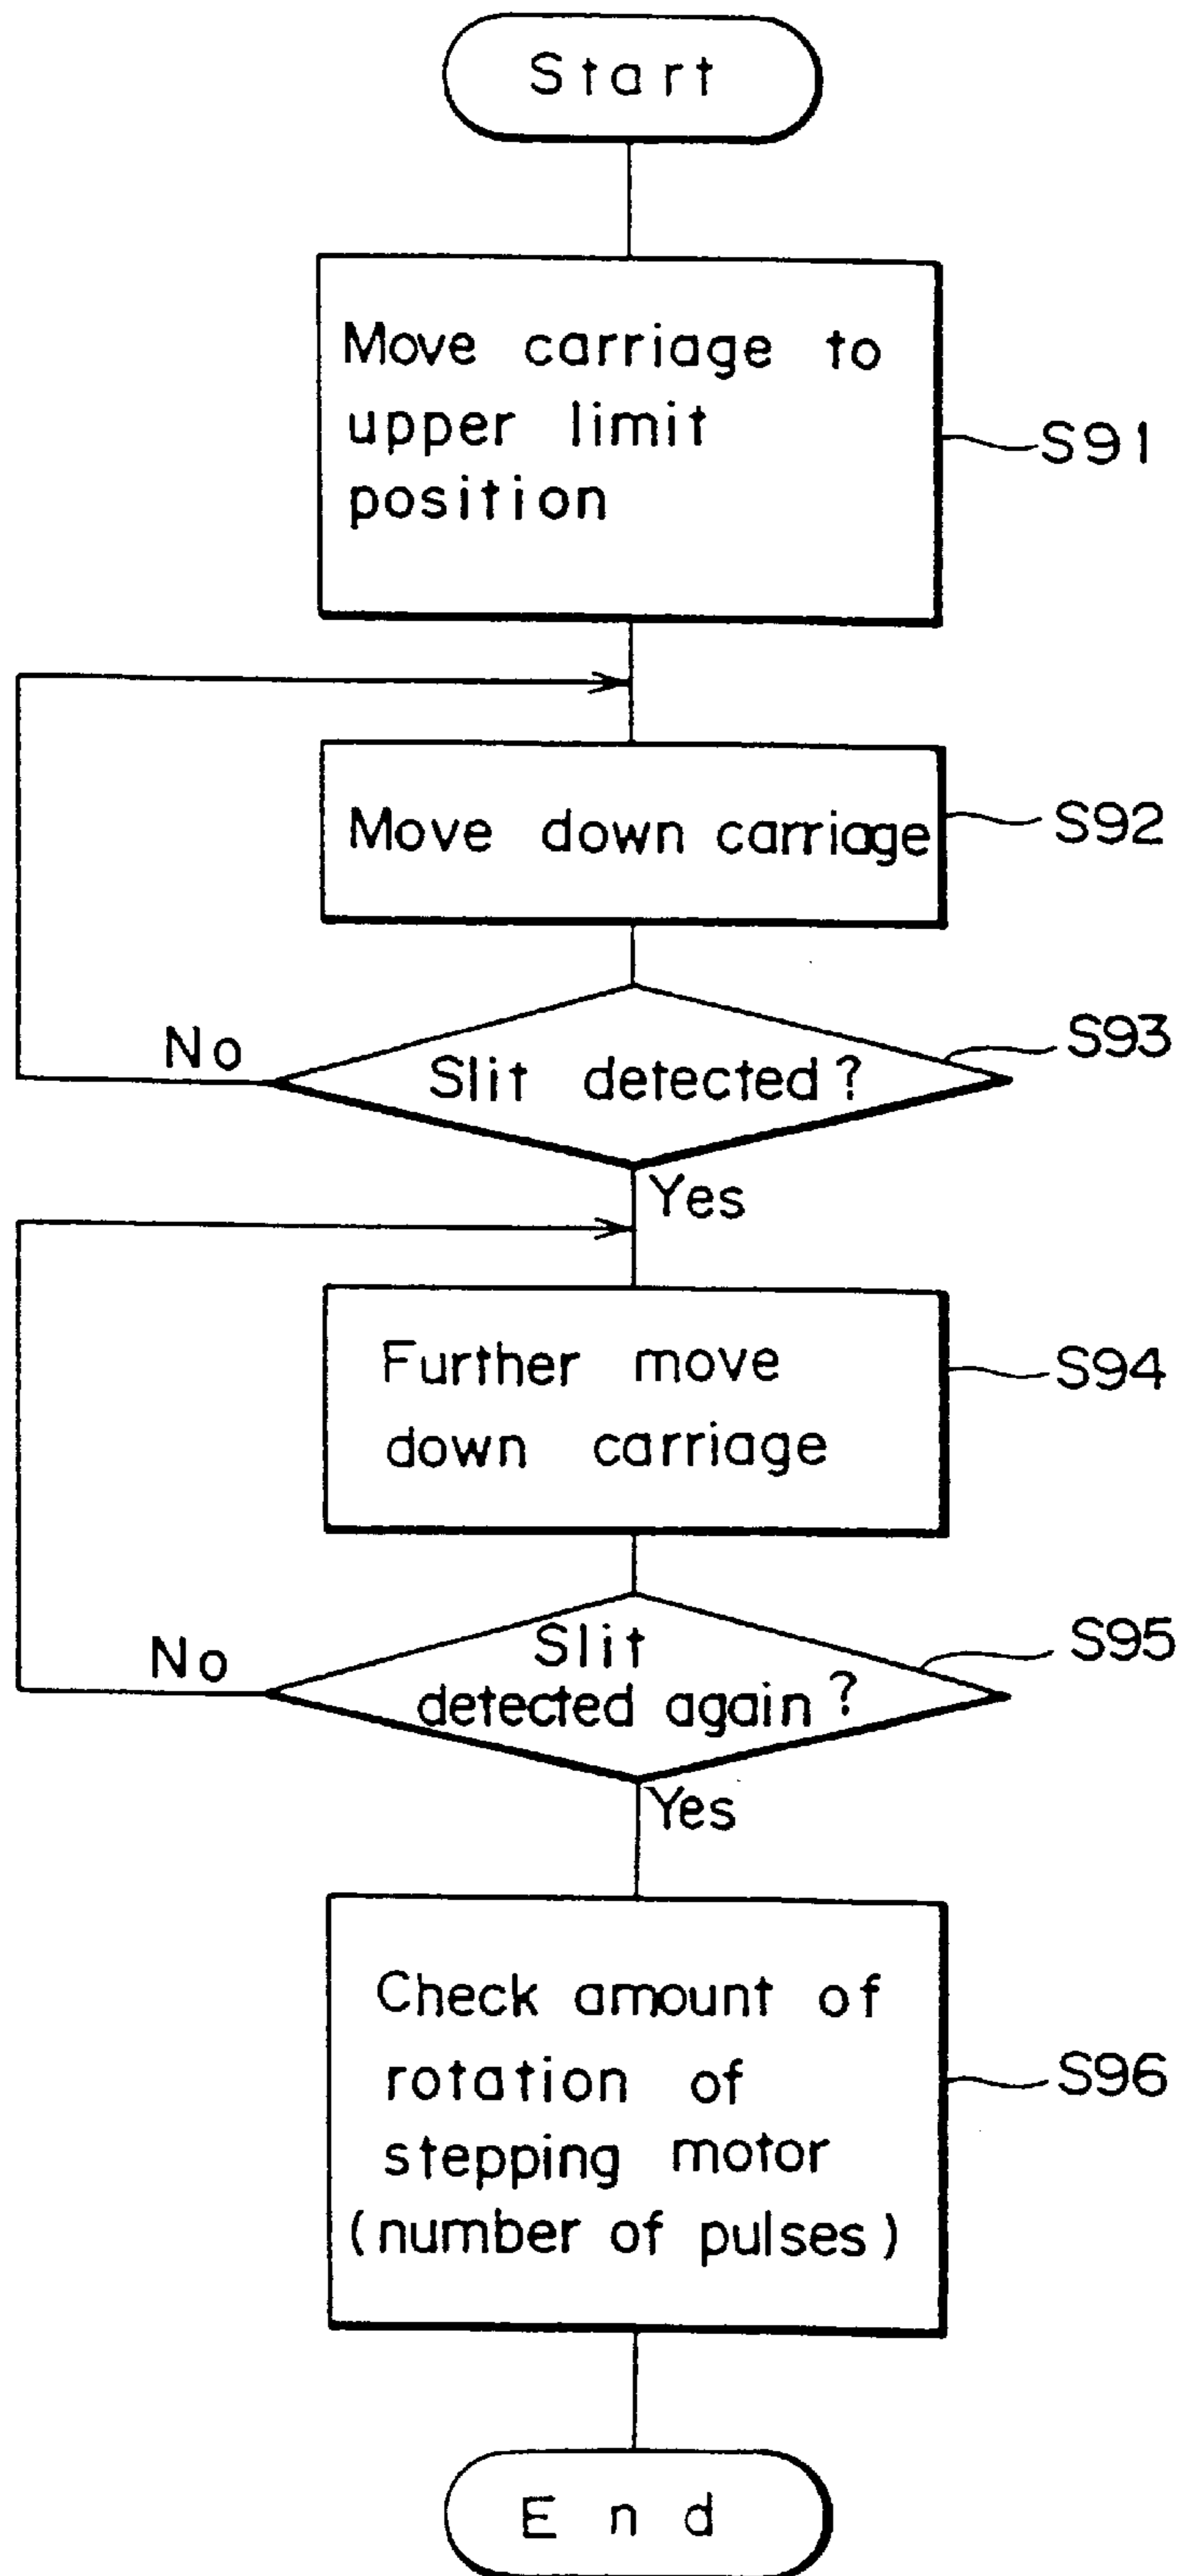 Start
Move carriage to
upper limit
position
S91
Move down carriage
S92
No
Slit detected?
S93
Yes
Further move
down carriage
S94
No
Slit
detected again?
S95
Yes
Check amount of
rotation of
stepping motor
(number of pulses)
S96
End